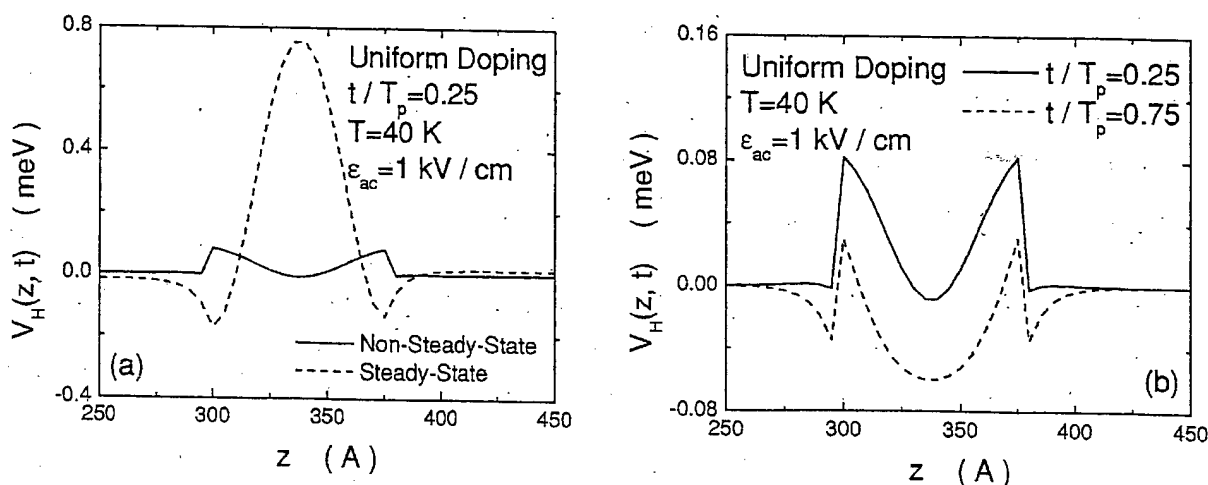 0.8
0.4
0.0
-0.4
V_H(z, t) ( meV )
Uniform Doping
t / T_p=0.25
T=40 K
ε_ac=1 kV / cm
Non-Steady-State
Steady-State
(a)
250 300 350 400 450
z ( A )
0.16
0.08
0.00
-0.08
V_H(z, t) ( meV )
Uniform Doping
T=40 K
ε_ac=1 kV / cm
t / T_p=0.25
t / T_p=0.75
(b)
250 300 350 400 450
z ( A )